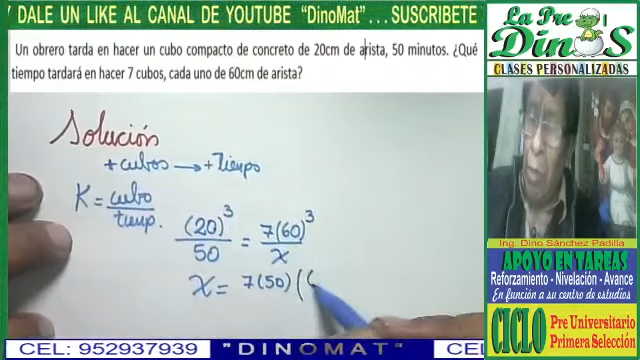 DALE UN LIKE AL CANAL DE YOUTUBE "DinoMat"... SUSCRIBETE
Un obrero tarda en hacer un cubo compacto de concreto de 20cm de arista, 50 minutos. ¿Qué
tiempo tardará en hacer 7 cubos, cada uno de 60cm de arista?
Solución
+cubos → +Tiempo
K = cubo / tiemp.
(20)³ / 50 = 7(60)³ / x
x = 7(50)(
La Pre
DinoS
CLASES PERSONALIZADAS
Ing. Dino Sánchez Padilla
APOYO EN TAREAS
Reforzamiento - Nivelación - Avance
En función a su centro de estudios
CICLO Pre Universitario
Primera Selección
CEL: 952937939 "DINOMAT" CEL